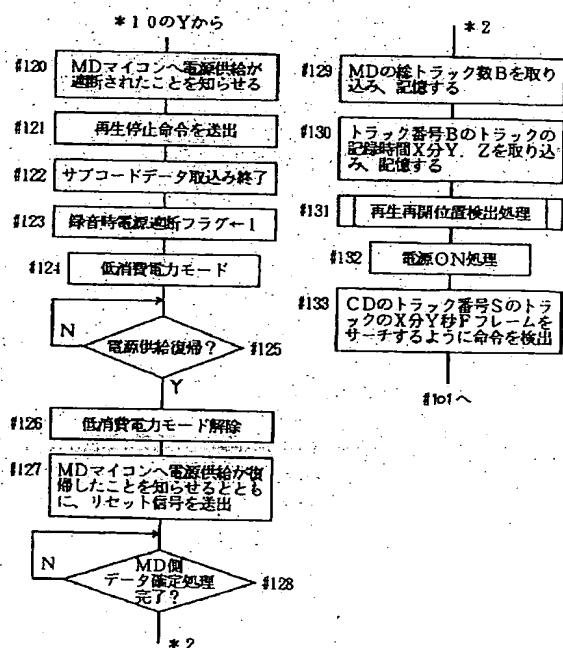 *10のYから
#120
MDマイコンへ電源供給が
遮断されたことを知らせる
#121
再生停止命令を送出
#122
サブコードデータ取込み終了
#123
録音時電源遮断フラグ←1
#124
低消費電力モード
N
電源供給復帰?
#125
Y
#126
低消費電力モード解除
#127
MDマイコンへ電源供給が復
帰したことを知らせるととも
に、リセット信号を送出
N
MD側
データ確定処理
完了?
#128
*2
*2
#129
MDの総トラック数Bを取り
込み、記憶する
#130
トラック番号Bのトラックの
記録時間X分Y.Zを取り込
み、記憶する
#131
再生再開位置検出処理
#132
電源ON処理
#133
CDのトラック番号Sのトラ
ックのX分Y秒Fフレームを
サーチするように命令を検出
#101へ